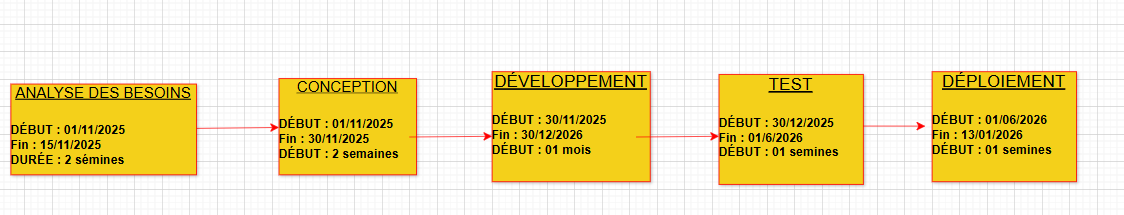 ANALYSE DES BESOINS
DÉBUT : 01/11/2025
Fin : 15/11/2025
DURÉE : 2 sémines
CONCEPTION
DÉBUT : 01/11/2025
Fin : 30/11/2025
DÉBUT : 2 semaines
DÉVELOPPEMENT
DÉBUT : 30/11/2025
Fin : 30/12/2026
DÉBUT : 01 mois
TEST
DÉBUT : 30/12/2025
Fin : 01/6/2026
DÉBUT : 01 semines
DÉPLOIEMENT
DÉBUT : 01/06/2026
Fin : 13/01/2026
DÉBUT : 01 semines